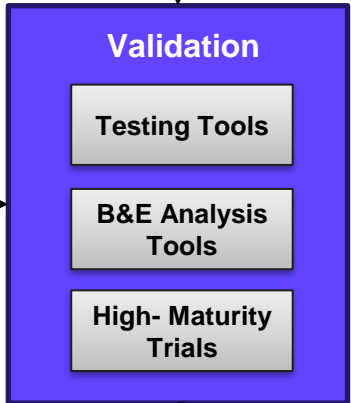 Validation
Testing Tools
B&E Analysis
Tools
High- Maturity
Trials